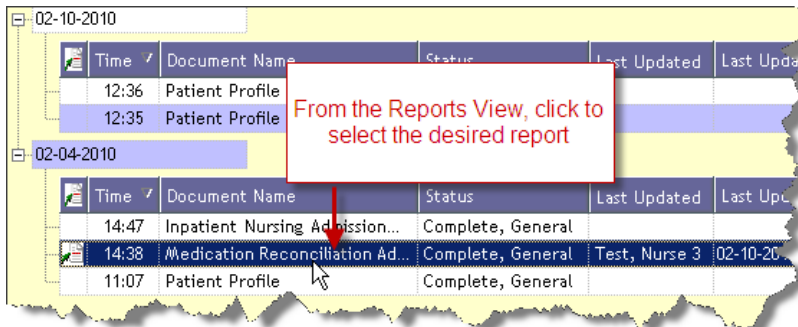 02-10-2010
Time Document Name Status Last Updated Last Upda
12:36 Patient Profile
12:35 Patient Profile
From the Reports View, click to
select the desired report
02-04-2010
Time Document Name Status Last Updated Last Upd
14:47 Inpatient Nursing Admission... Complete, General
14:38 Medication Reconciliation Ad... Complete, General Test, Nurse 3 02-10-20
11:07 Patient Profile Complete, General